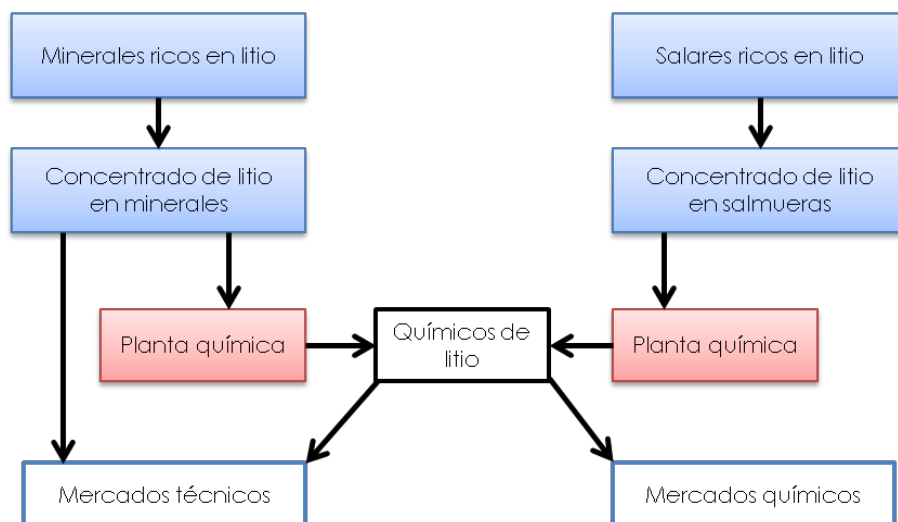 Minerales ricos en litio
Salares ricos en litio
Concentrado de litio
en minerales
Concentrado de litio
en salmueras
Planta química
Químicos de
litio
Planta química
Mercados técnicos
Mercados químicos